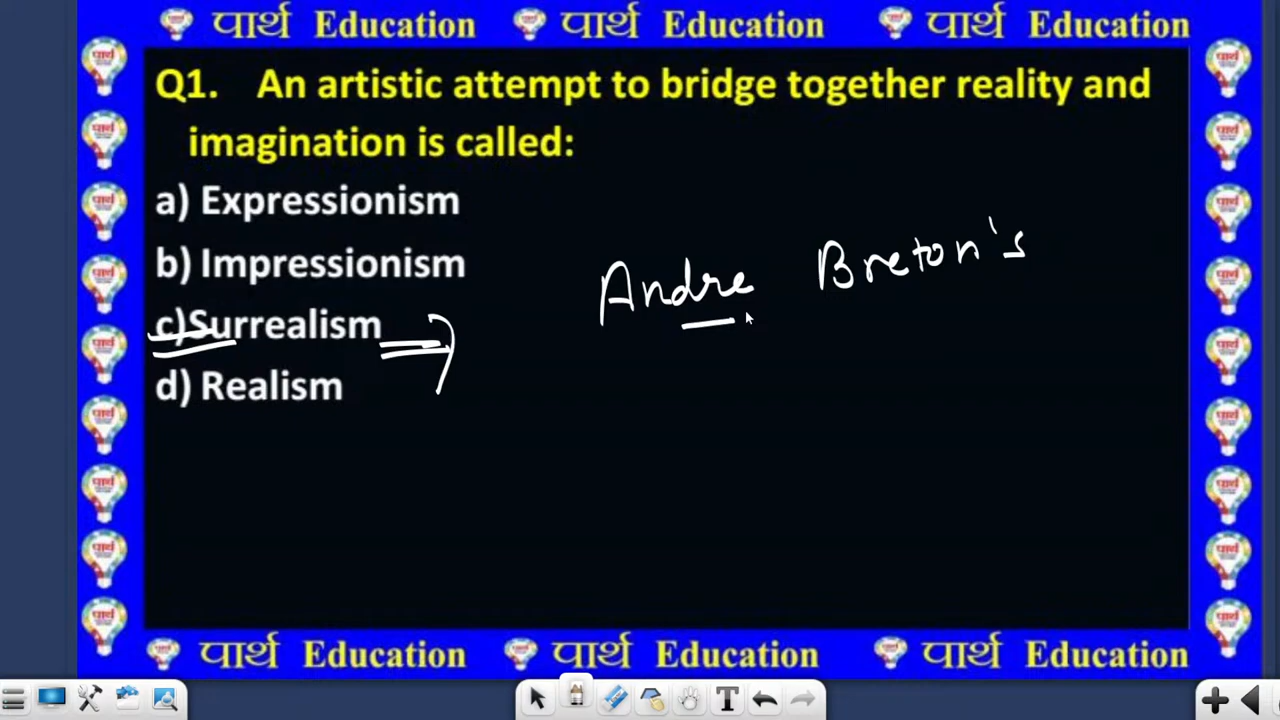 पार्थ Education पार्थ Education पार्थ Education
Q1. An artistic attempt to bridge together reality and
imagination is called:
a) Expressionism
b) Impressionism
c)Surrealism
d) Realism
Andre Breton's
पार्थ Education पार्थ Education पार्थ Education